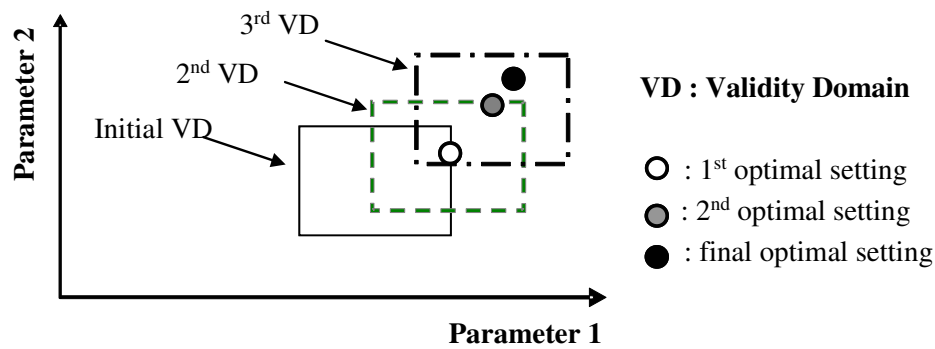 3rd VD
2nd VD
Initial VD
Parameter 2
Parameter 1
VD : Validity Domain
: 1st optimal setting
: 2nd optimal setting
: final optimal setting